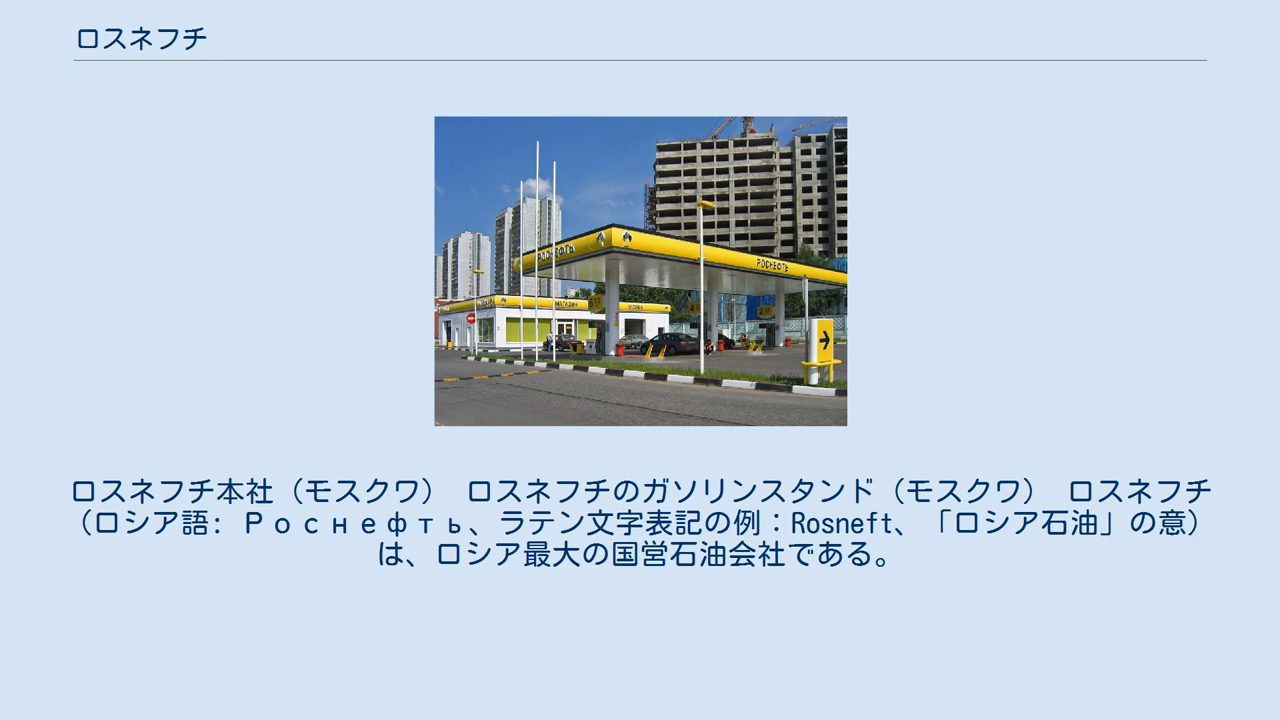 ロスネフチ
РОСНЕФТЬ
РОСНЕФТЬ
МАГАЗИН
ロスネフチ本社（モスクワ） ロスネフチのガソリンスタンド（モスクワ） ロスネフチ
（ロシア語: Роснефть、ラテン文字表記の例：Rosneft、「ロシア石油」の意）
は、ロシア最大の国営石油会社である。